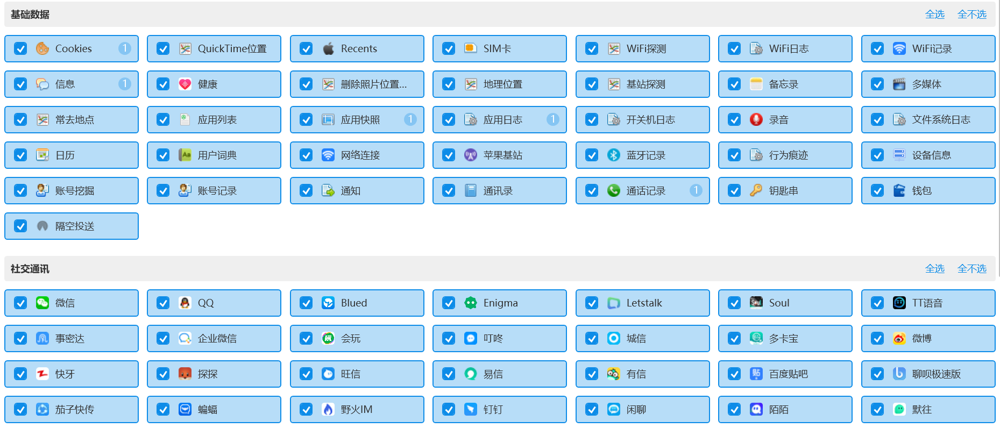 基础数据 全选 全不选
Cookies 1 QuickTime位置 Recents SIM卡 WiFi探测 WiFi日志 WiFi记录
信息 1 健康 删除照片位置... 地理位置 基站探测 备忘录 多媒体
常去地点 应用列表 应用快照 1 应用日志 1 开关机日志 录音 文件系统日志
日历 用户词典 网络连接 苹果基站 蓝牙记录 行为痕迹 设备信息
账号挖掘 账号记录 通知 通讯录 通话记录 1 钥匙串 钱包
隔空投送
社交通讯 全选 全不选
微信 QQ Blued Enigma Letstalk Soul TT语音
事密达 企业微信 会玩 叮咚 城信 多卡宝 微博
快牙 探探 旺信 易信 有信 百度贴吧 聊呗极速版
茄子快传 蝙蝠 野火IM 钉钉 闲聊 陌陌 默往